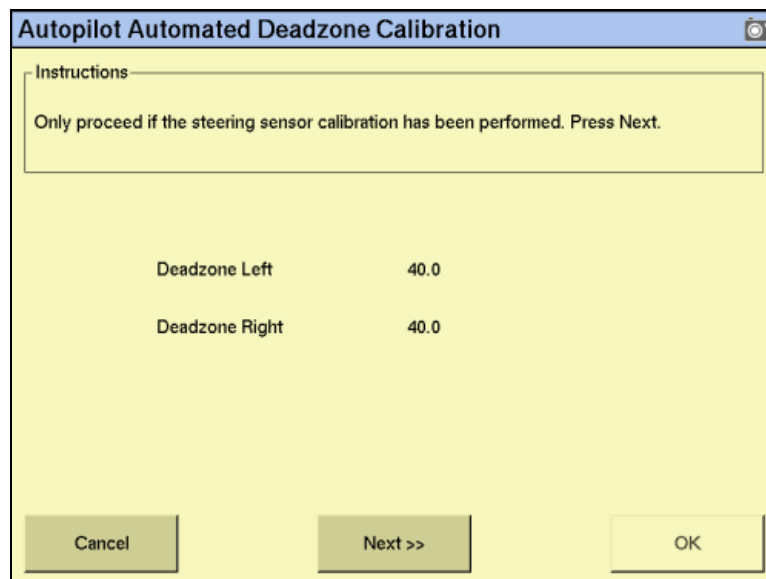 Autopilot Automated Deadzone Calibration
Instructions
Only proceed if the steering sensor calibration has been performed. Press Next.
Deadzone Left 40.0
Deadzone Right 40.0
Cancel Next >> OK